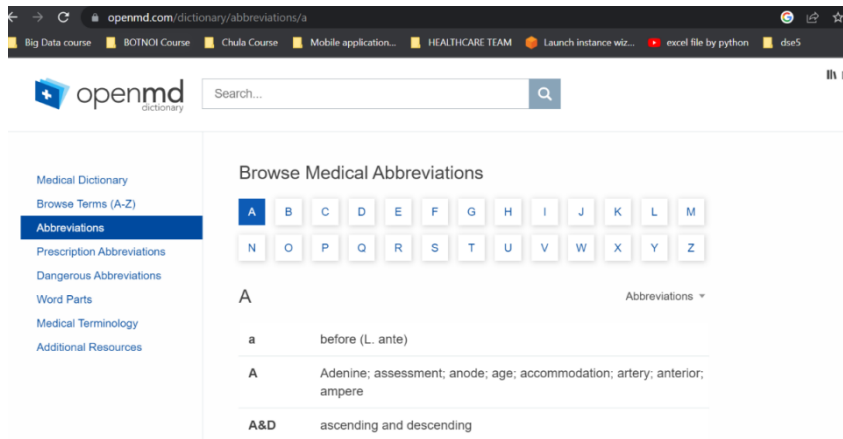 openmd.com/dictionary/abbreviations/a
Big Data course BOTNOI Course Chula Course Mobile application... HEALTHCARE TEAM Launch instance wiz... excel file by python dse5
openmd
dictionary
Search...
Browse Medical Abbreviations
Medical Dictionary
Browse Terms (A-Z)
Abbreviations
Prescription Abbreviations
Dangerous Abbreviations
Word Parts
Medical Terminology
Additional Resources
A B C D E F G H I J K L M
N O P Q R S T U V W X Y Z
A Abbreviations
a before (L. ante)
A Adenine; assessment; anode; age; accommodation; artery; anterior;
ampere
A&D ascending and descending